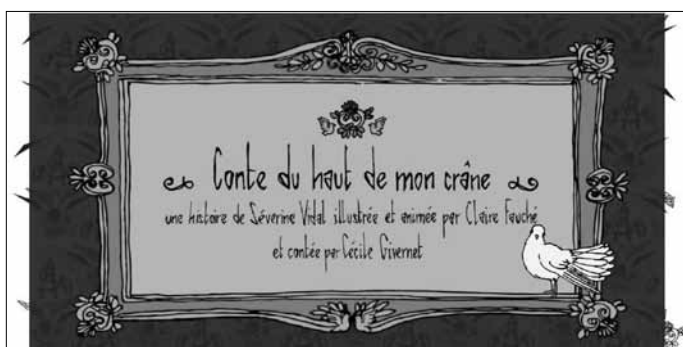 Conte du haut de mon crâne
une histoire de Séverine Vidal illustrée et animée par Claire Fauché
et contée par Cécile Givernet